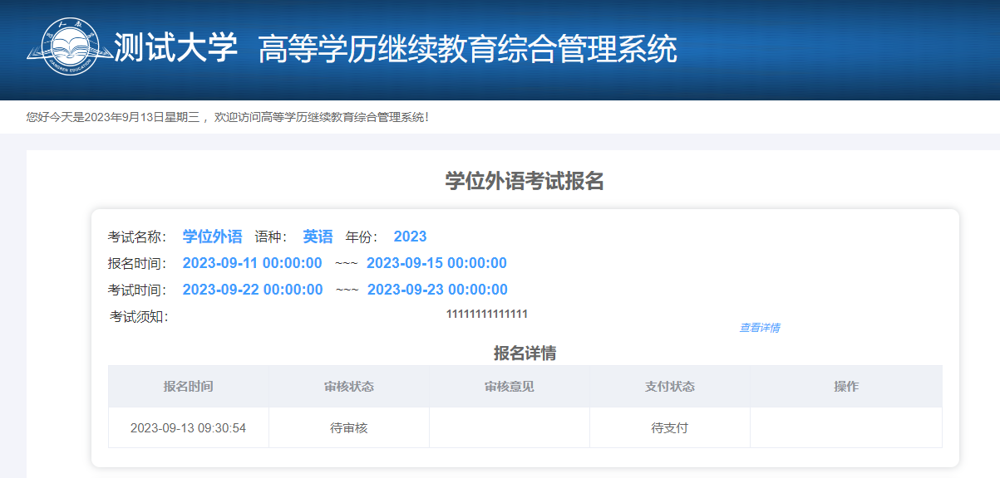 测试大学 高等学历继续教育综合管理系统
JIANGREN EDUCATION
您好今天是2023年9月13日星期三 ，欢迎访问高等学历继续教育综合管理系统！
学位外语考试报名
考试名称： 学位外语 语种： 英语 年份： 2023
报名时间： 2023-09-11 00:00:00 ~~~ 2023-09-15 00:00:00
考试时间： 2023-09-22 00:00:00 ~~~ 2023-09-23 00:00:00
考试须知： 11111111111111
查看详情
报名详情
报名时间 审核状态 审核意见 支付状态 操作
2023-09-13 09:30:54 待审核 待支付